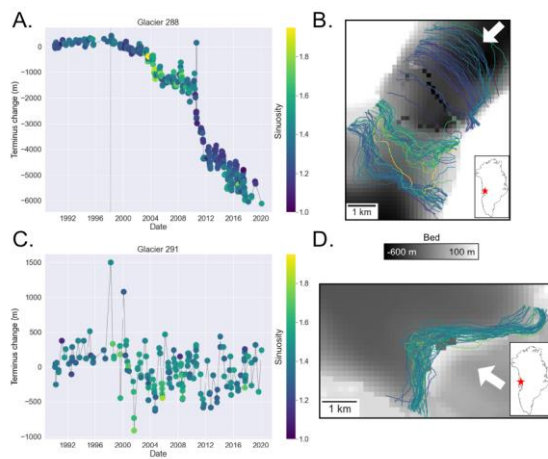 A.
Glacier 288
0
−1000
−2000
−3000
−4000
−5000
−6000
Terminus change (m)
1992 1996 2000 2004 2008 2012 2016 2020
Date
1.8
1.6
1.4
1.2
1.0
Sinuosity
B.
1 km
C.
Glacier 291
1500
1000
500
0
−500
−1000
Terminus change (m)
1992 1996 2000 2004 2008 2012 2016 2020
Date
1.8
1.6
1.4
1.2
1.0
Sinuosity
D.
Bed
-600 m 100 m
1 km